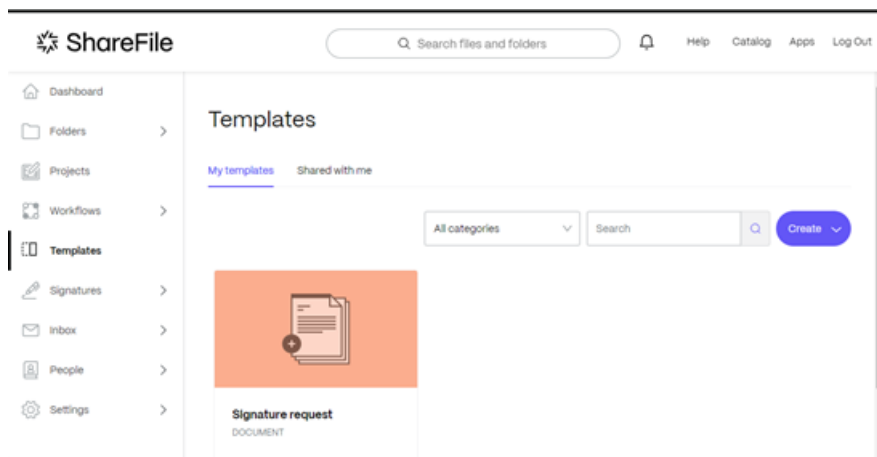 ShareFile
Search files and folders
Help Catalog Apps Log Out
Dashboard
Folders
Projects
Workflows
Templates
Signatures
Inbox
People
Settings
Templates
My templates Shared with me
All categories Search Create
Signature request
DOCUMENT